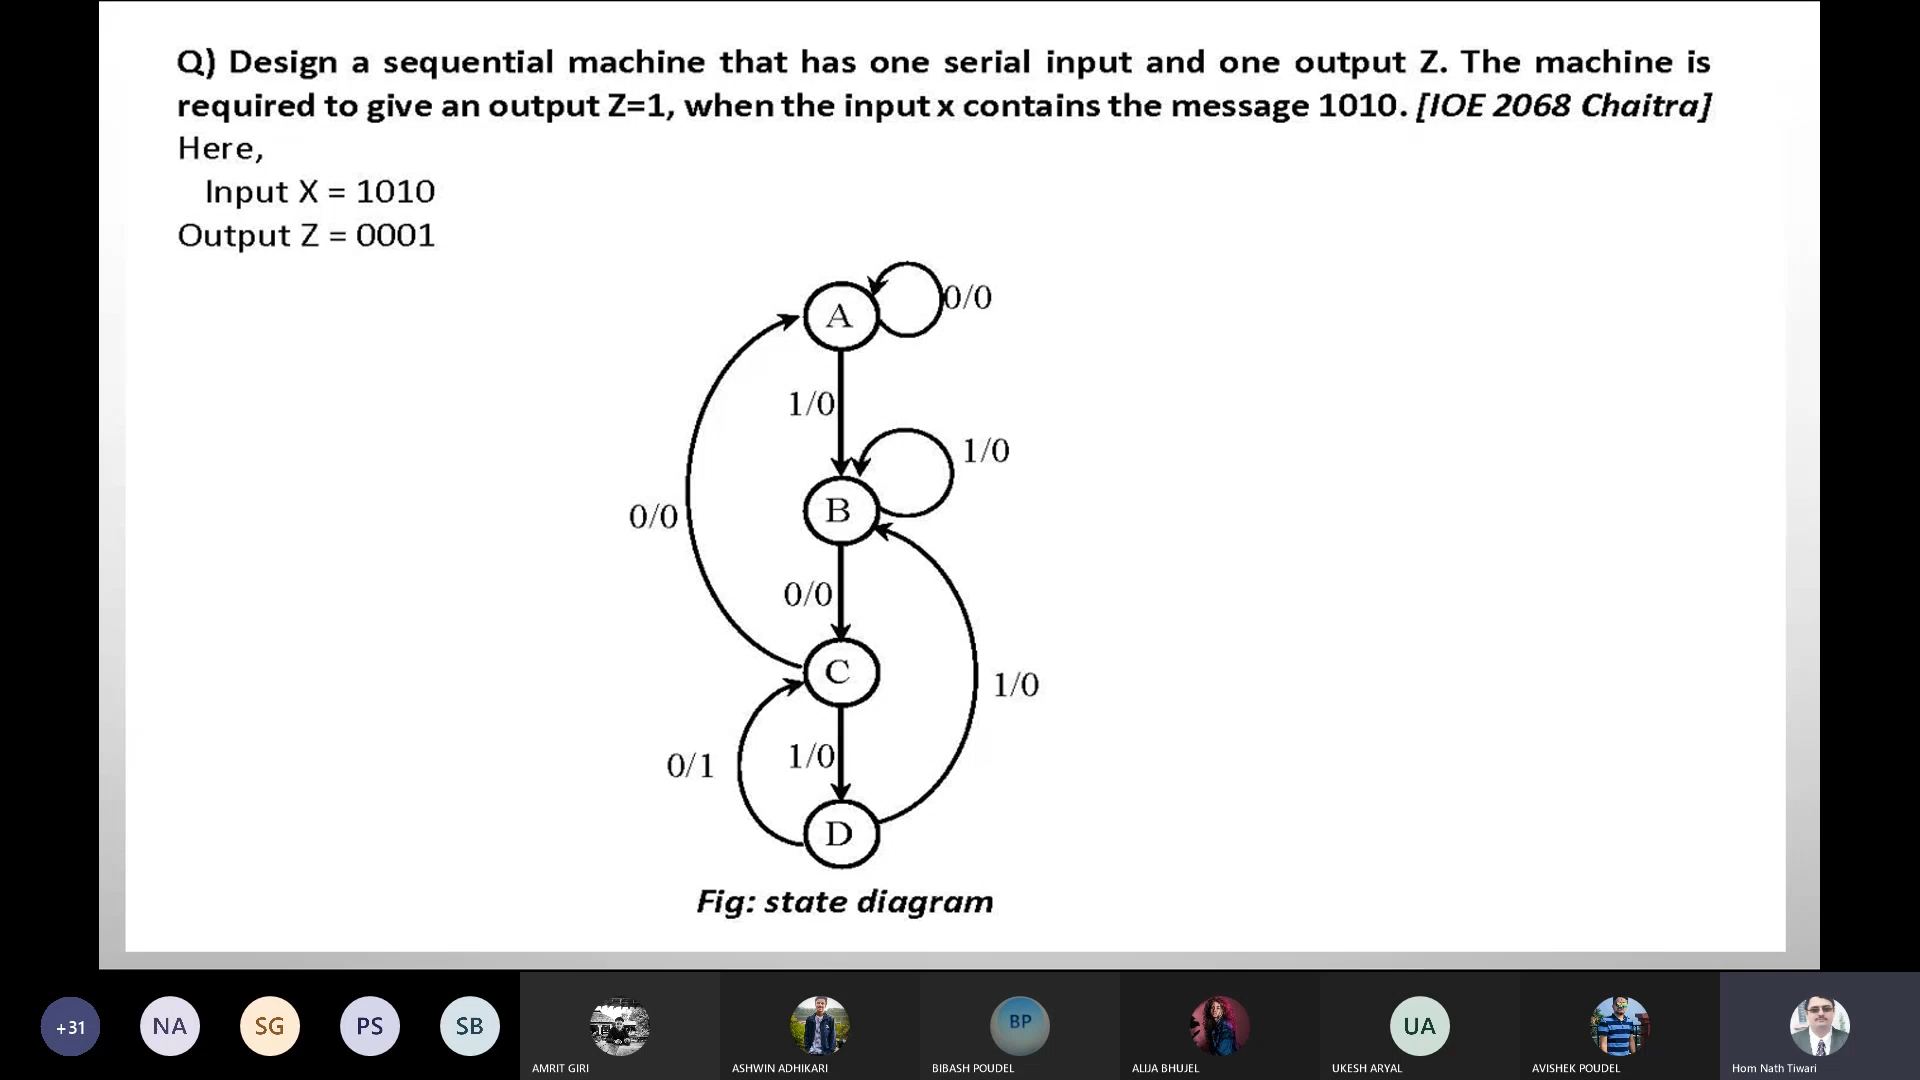 Q) Design a sequential machine that has one serial input and one output Z. The machine is
required to give an output Z=1, when the input x contains the message 1010. [IOE 2068 Chaitra]
Here,
Input X = 1010
Output Z = 0001
A
0/0
1/0
1/0
B
0/0
0/0
C
1/0
0/1
1/0
D
Fig: state diagram
+31
NA
SG
PS
SB
BP
UA
AMRIT GIRI
ASHWIN ADHIKARI
BIBASH POUDEL
ALIJA BHUJEL
UKESH ARYAL
AVISHEK POUDEL
Hom Nath Tiwari